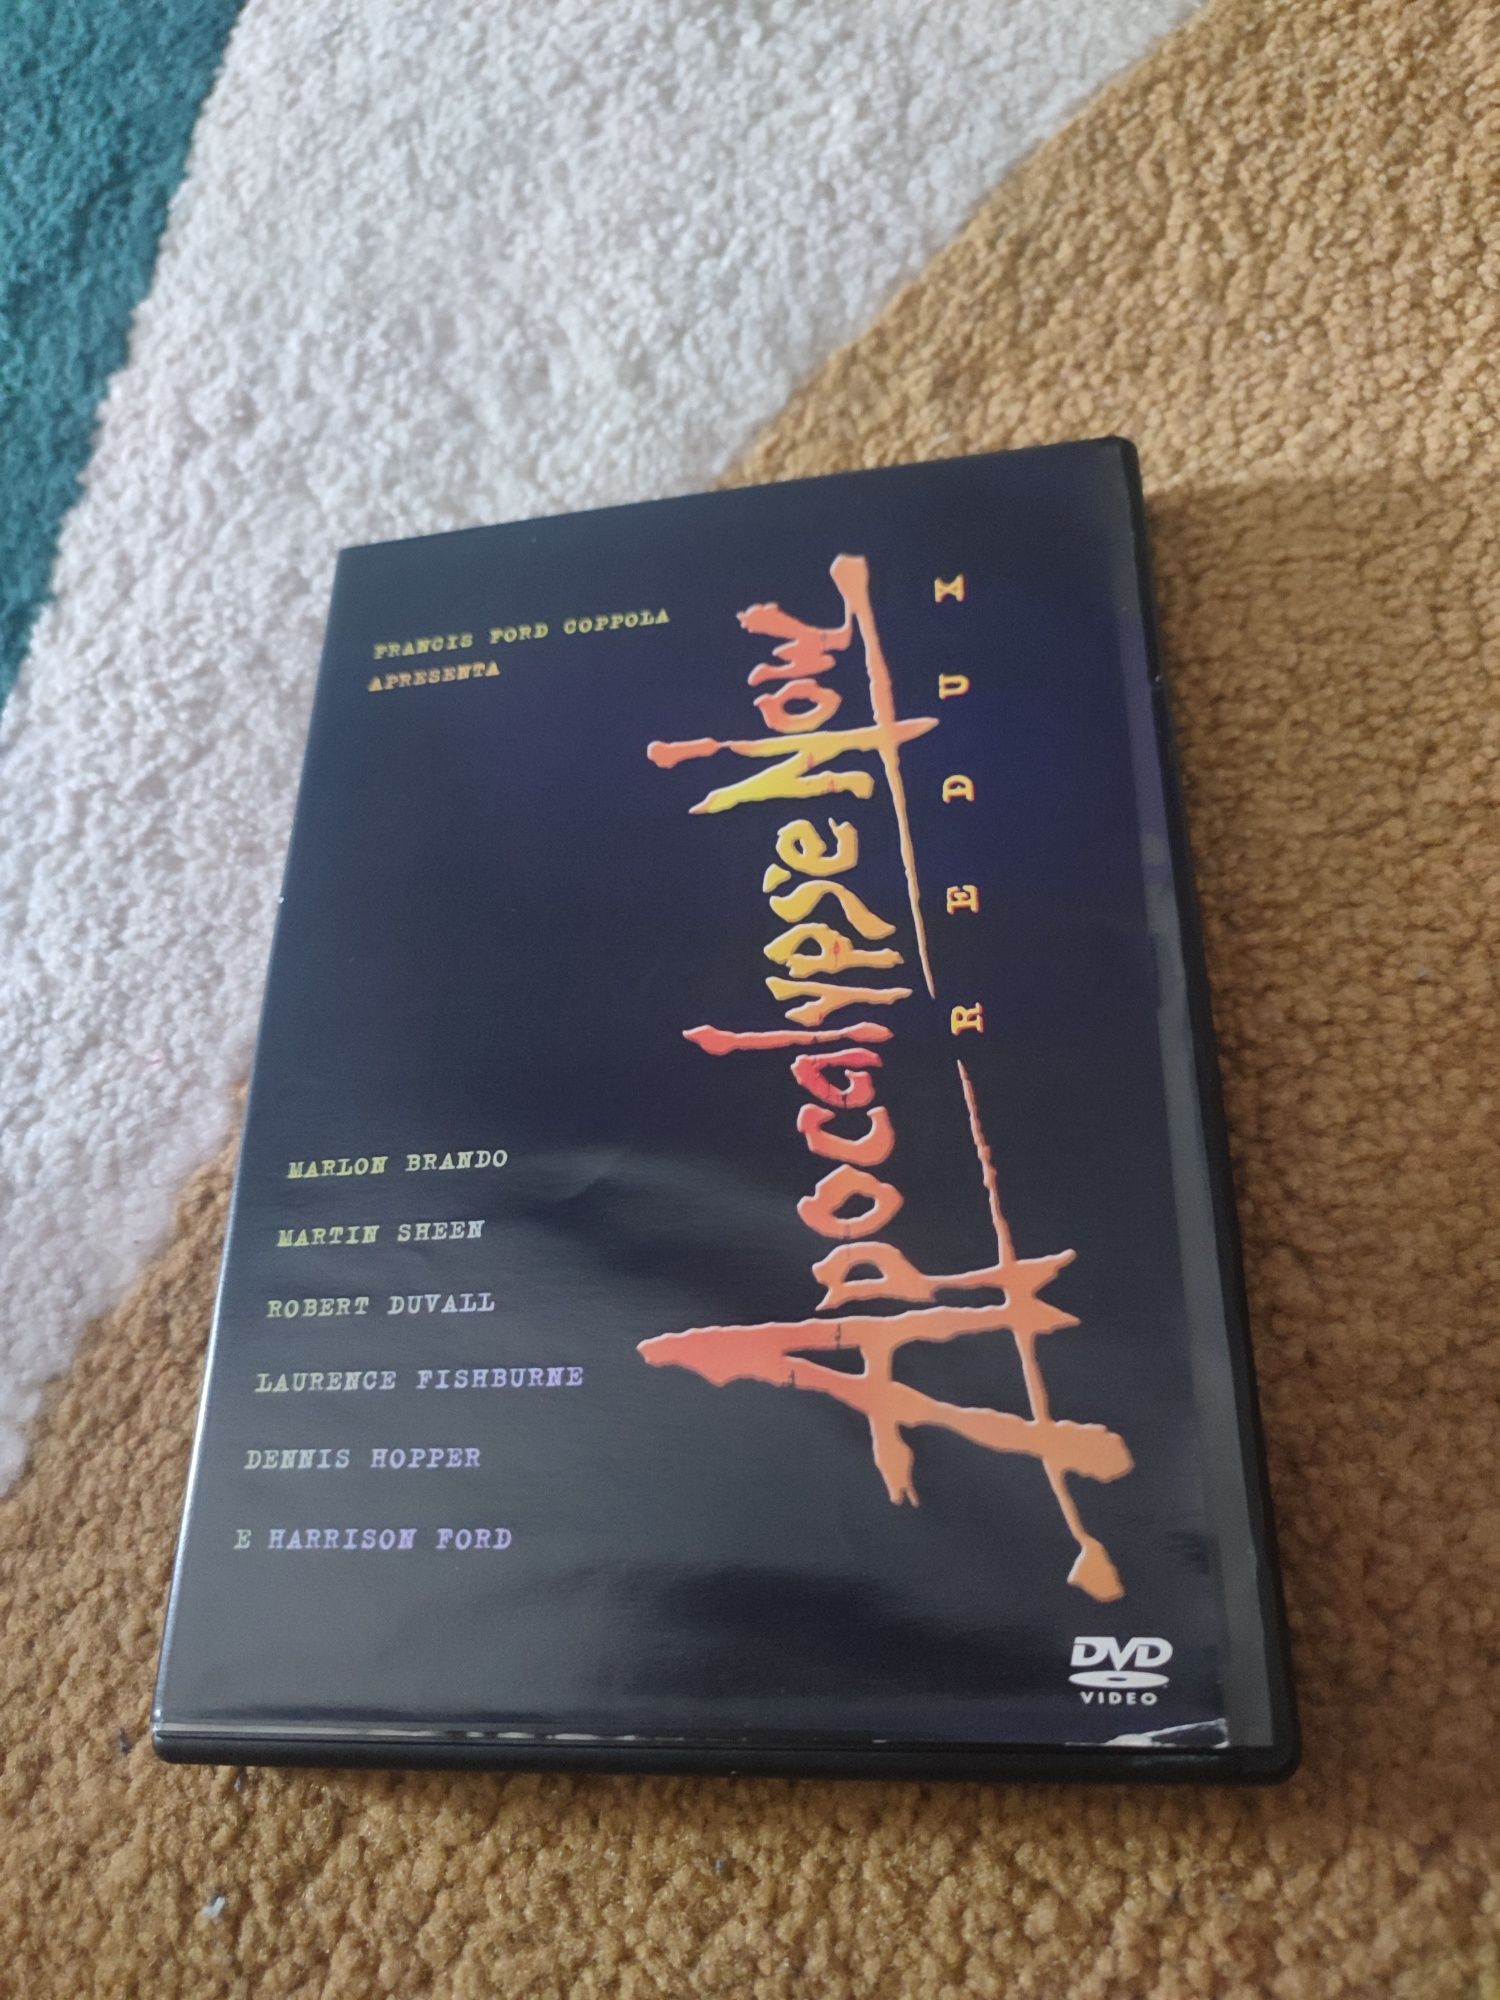 FRANCIS FORD COPPOLA
APRESENTA
Apocalypse Now
REDUX
MARLON BRANDO
MARTIN SHEEN
ROBERT DUVALL
LAURENCE FISHBURNE
DENNIS HOPPER
E HARRISON FORD
DVD
VIDEO